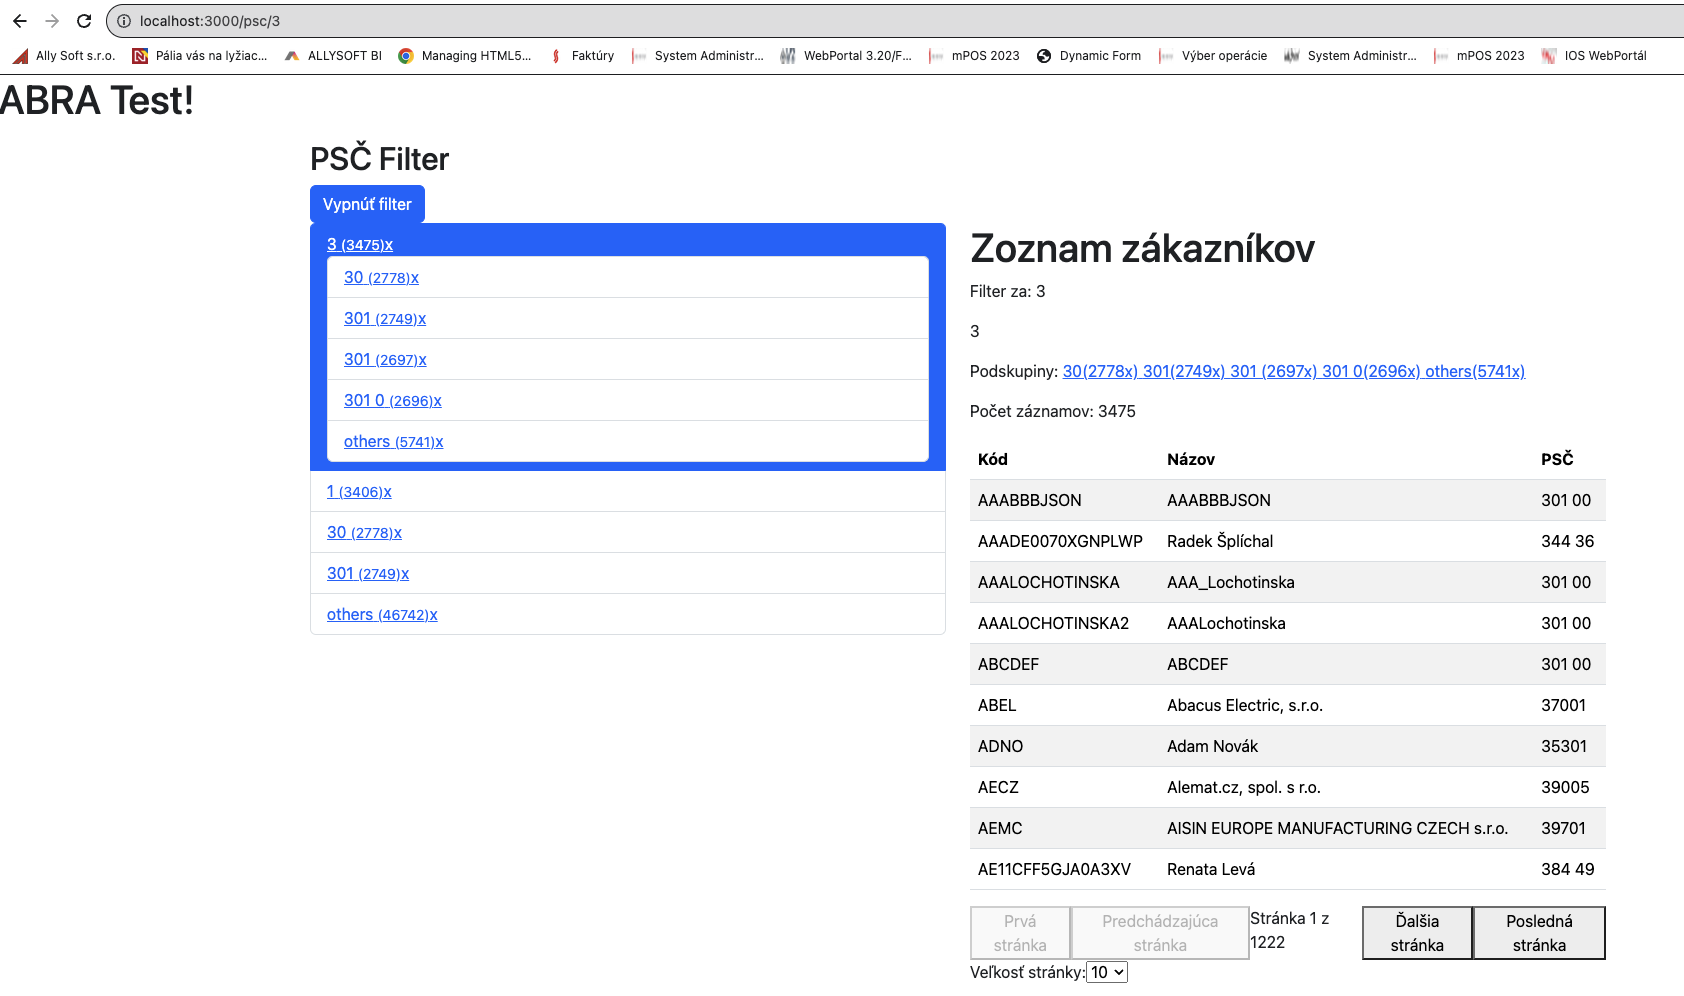 localhost:3000/psc/3
Ally Soft s.r.o. Pália vás na lyžiac... ALLYSOFT BI Managing HTML5... Faktúry System Administr... WebPortal 3.20/F... mPOS 2023 Dynamic Form Výber operácie System Administr... mPOS 2023 IOS WebPortál
ABRA Test!
PSČ Filter
Vypnúť filter
3 (3475)x
30 (2778)x
301 (2749)x
301 (2697)x
301 0 (2696)x
others (5741)x
1 (3406)x
30 (2778)x
301 (2749)x
others (46742)x
Zoznam zákazníkov
Filter za: 3
3
Podskupiny: 30(2778x) 301(2749x) 301 (2697x) 301 0(2696x) others(5741x)
Počet záznamov: 3475
Kód Názov PSČ
AAABBBJSON AAABBBJSON 301 00
AAADE0070XGNPLWP Radek Šplíchal 344 36
AAALOCHOTINSKA AAA_Lochotinska 301 00
AAALOCHOTINSKA2 AAALochotinska 301 00
ABCDEF ABCDEF 301 00
ABEL Abacus Electric, s.r.o. 37001
ADNO Adam Novák 35301
AECZ Alemat.cz, spol. s r.o. 39005
AEMC AISIN EUROPE MANUFACTURING CZECH s.r.o. 39701
AE11CFF5GJA0A3XV Renata Levá 384 49
Prvá stránka
Predchádzajúca stránka
Stránka 1 z 1222
Ďalšia stránka
Posledná stránka
Veľkosť stránky: 10